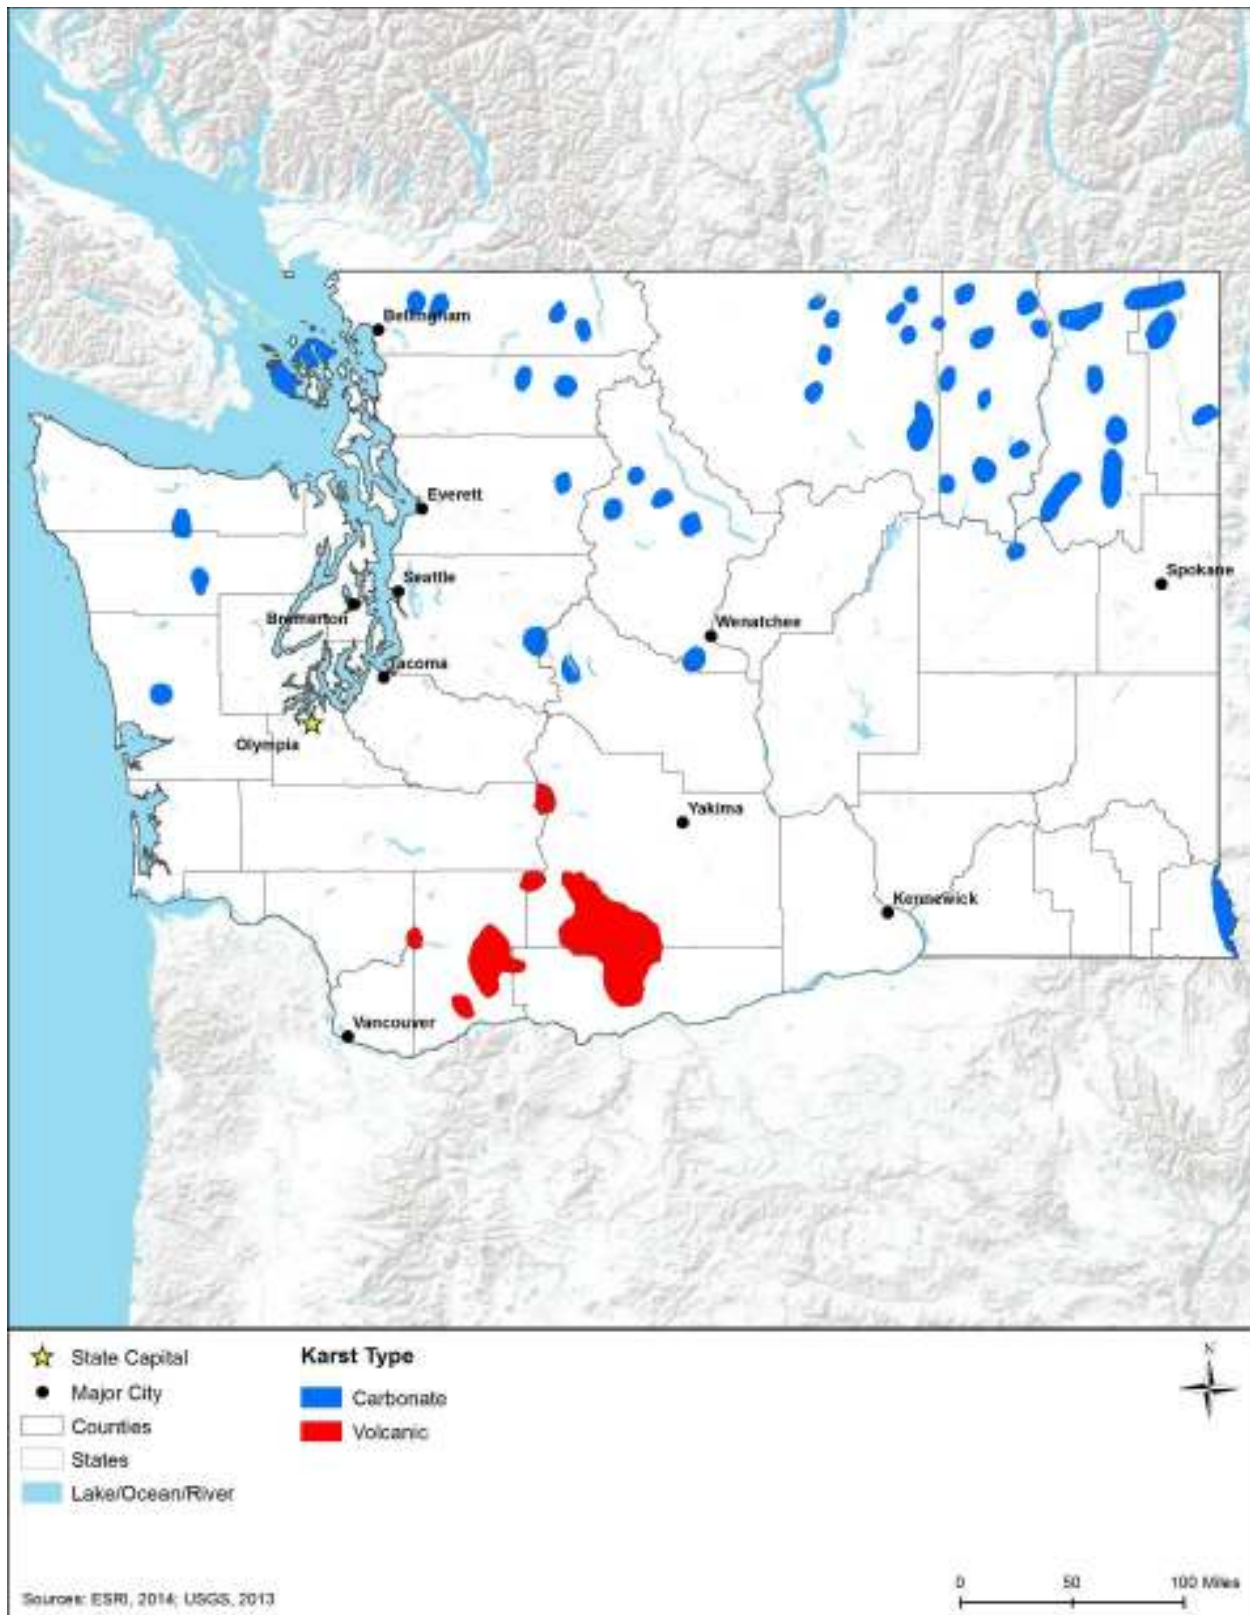 Bellingham
Everett
Seattle
Bremerton
Spokane
Wenatchee
Tacoma
Olympia
Yakima
Kennewick
Vancouver
State Capital
Major City
Counties
States
Lake/Ocean/River
Karst Type
Carbonate
Volcanic
N
Sources: ESRI, 2014; USGS, 2013
0 50 100 Miles